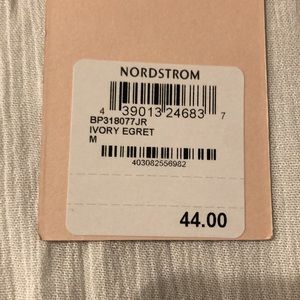 NORDSTROM
4 39013 24683 7
BP318077JR
IVORY EGRET
M
403082556982
44.00